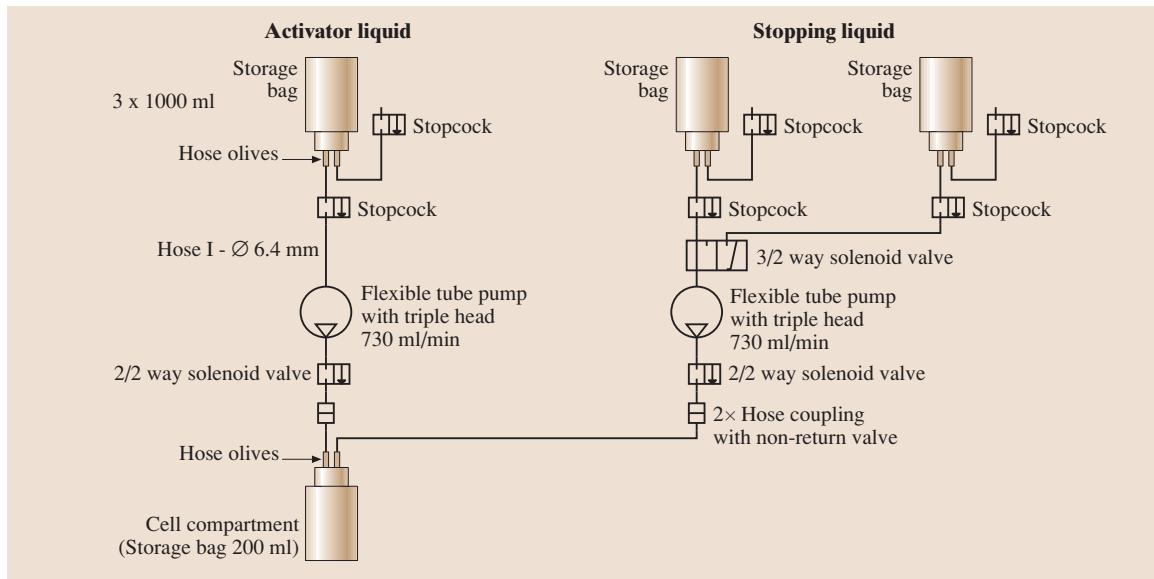 Activator liquid
Stopping liquid
Storage
bag
Storage
bag
Storage
bag
3 x 1000 ml
Stopcock
Stopcock
Stopcock
Hose olives
Stopcock
Stopcock
Stopcock
Hose I - ∅ 6.4 mm
3/2 way solenoid valve
Flexible tube pump
with triple head
730 ml/min
Flexible tube pump
with triple head
730 ml/min
2/2 way solenoid valve
2/2 way solenoid valve
2× Hose coupling
with non-return valve
Hose olives
Cell compartment
(Storage bag 200 ml)